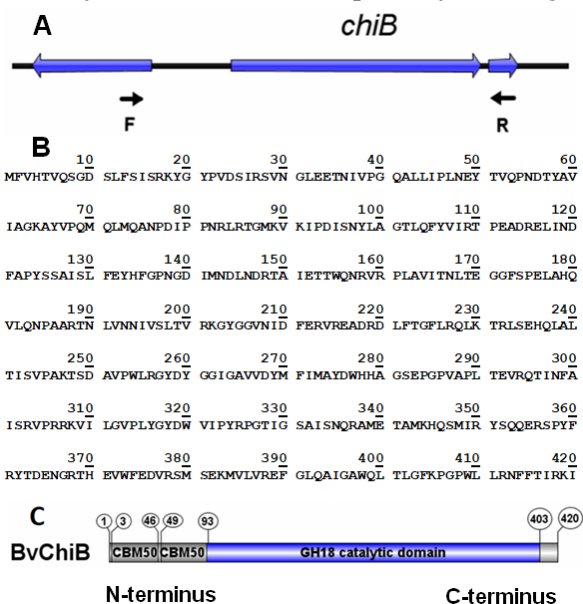 A
chiB
F
R
B
10 20 30 40 50 60
MFVHTVQSGD SLFSISRKYG YPVDSIRSVN GLEETNIVPG QALLIPLNEY TVQPNDTYAV
70 80 90 100 110 120
IAGKAYVPQM QLMQANPDIP PNRLRTGMKV KIPDISNYLA GTLQFYVIRT PEADRELIND
130 140 150 160 170 180
FAPYSSAISL FEYHFGPNGD IMNDLNDRTA IETTWQNRVR PLAVITNLTE GGFSPELAHQ
190 200 210 220 230 240
VLQNPAARTN LVNNIVSLTV RKGYGGVNID FERVREADRD LFTGFLRQLK TRLSEHQLAL
250 260 270 280 290 300
TISVPAKTSD AVPWLRGYDY GGIGAVVDYM FIMAYDWHHA GSEPGPVAPL TEVRQTINFA
310 320 330 340 350 360
ISRVPRRKVI LGVPLYGYDW VIPYRPGTIG SAISNQRAME TAMKHQSMIR YSQQERSPYF
370 380 390 400 410 420
RYTDENGRTH EVWFEDVRSM SEKMVLVREF GLQAIGAWQL TLGFKPGPWL LRNFFTIRKI
C
1 3 46 49 93 403 420
BvChiB CBM50 CBM50 GH18 catalytic domain
N-terminus C-terminus